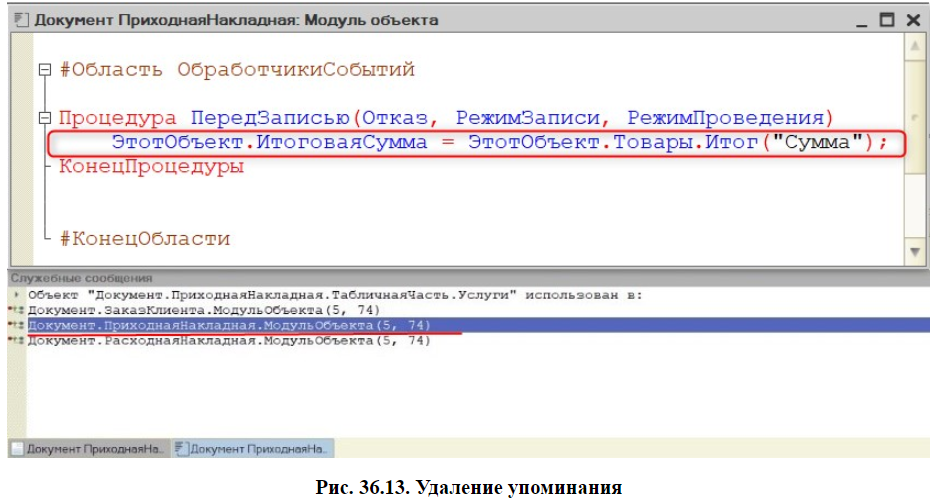 Документ ПриходнаяНакладная: Модуль объекта
#Область ОбработчикиСобытий
Процедура ПередЗаписью(Отказ, РежимЗаписи, РежимПроведения)
ЭтотОбъект.ИтоговаяСумма = ЭтотОбъект.Товары.Итог("Сумма");
КонецПроцедуры
#КонецОбласти
Служебные сообщения
Объект "Документ.ПриходнаяНакладная.ТабличнаяЧасть.Услуги" использован в:
Документ.ЗаказКлиента.МодульОбъекта(5, 74)
Документ.ПриходнаяНакладная.МодульОбъекта(5, 74)
Документ.РасходнаяНакладная.МодульОбъекта(5, 74)
Документ ПриходнаяНа... Документ ПриходнаяНа...
Рис. 36.13. Удаление упоминания